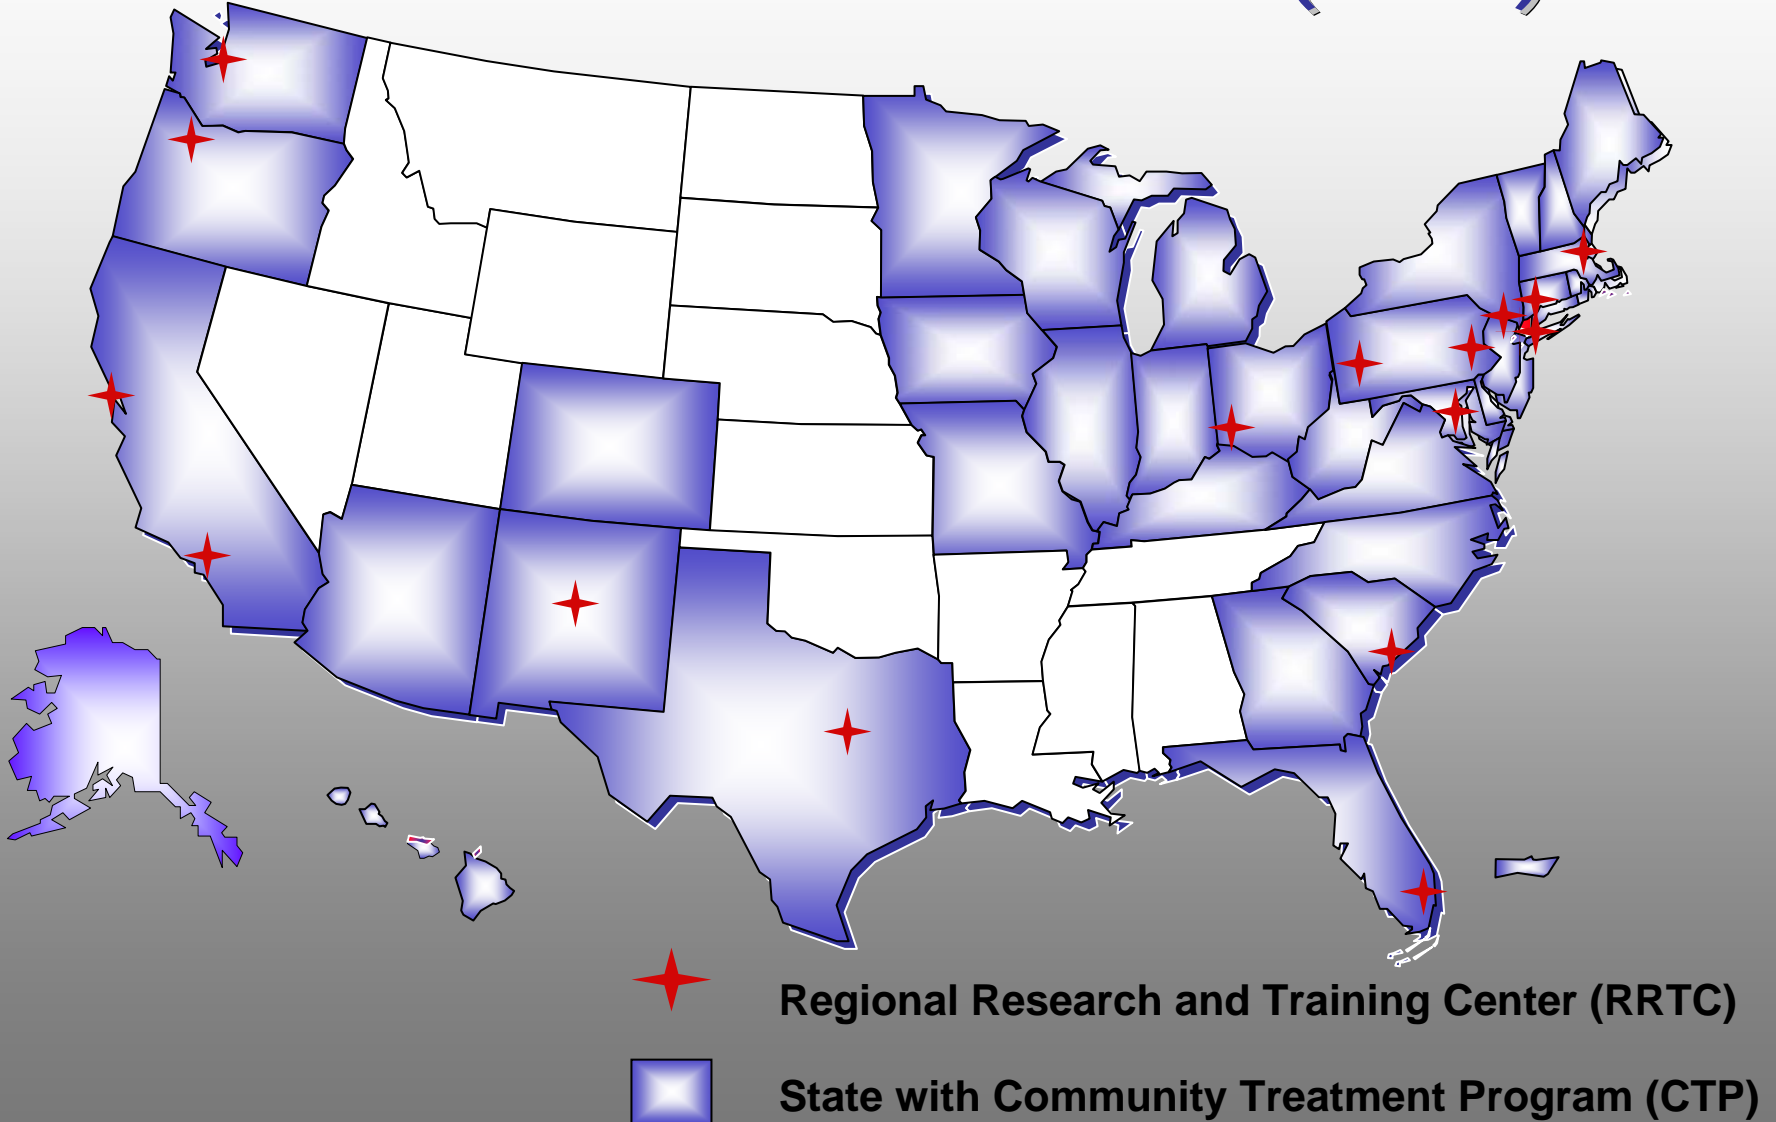 Regional Research and Training Center (RRTC)
State with Community Treatment Program (CTP)